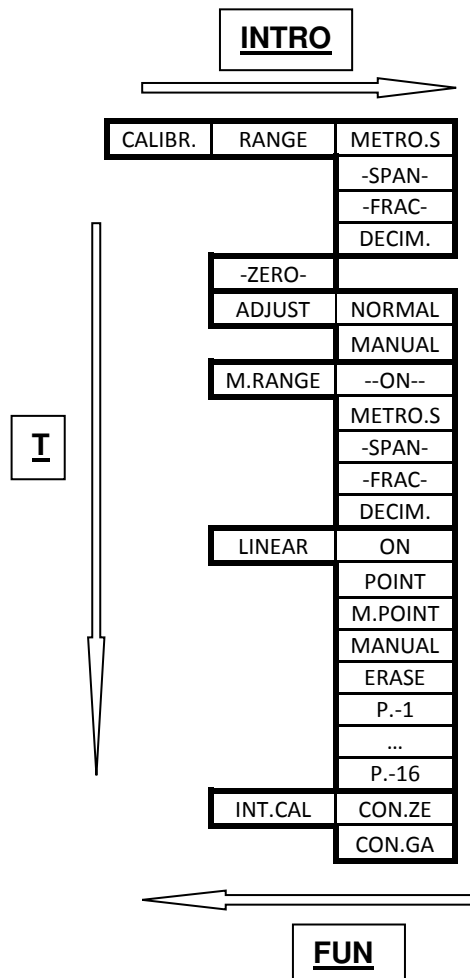 INTRO
CALIBR. RANGE METRO.S
-SPAN-
-FRAC-
DECIM.
-ZERO-
ADJUST NORMAL
MANUAL
M.RANGE --ON--
METRO.S
T
-SPAN-
-FRAC-
DECIM.
LINEAR ON
POINT
M.POINT
MANUAL
ERASE
P.-1
...
P.-16
INT.CAL CON.ZE
CON.GA
FUN